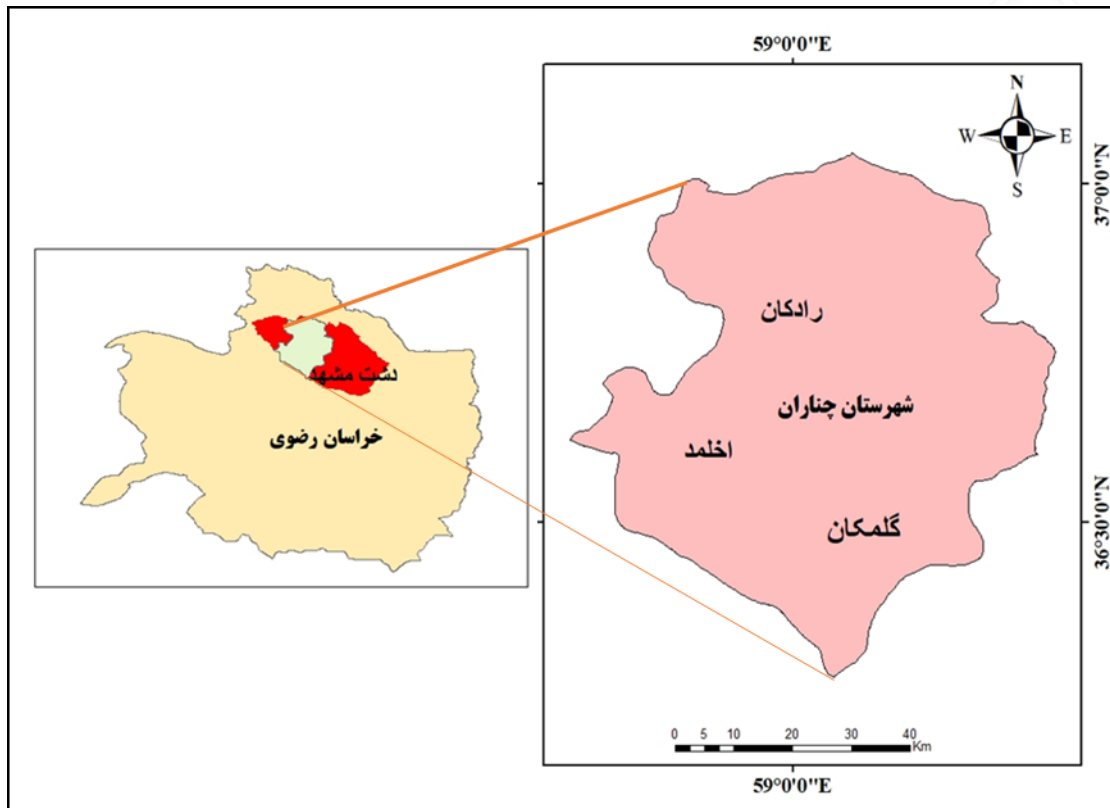 59°0'0"E
N
W
E
S
37°0'0"N
رادکان
دشت مشهد
شهرستان چناران
خراسان رضوی
اخلمد
36°30'0"N
گلمکان
0 5 10 20 30 40
Km
59°0'0"E